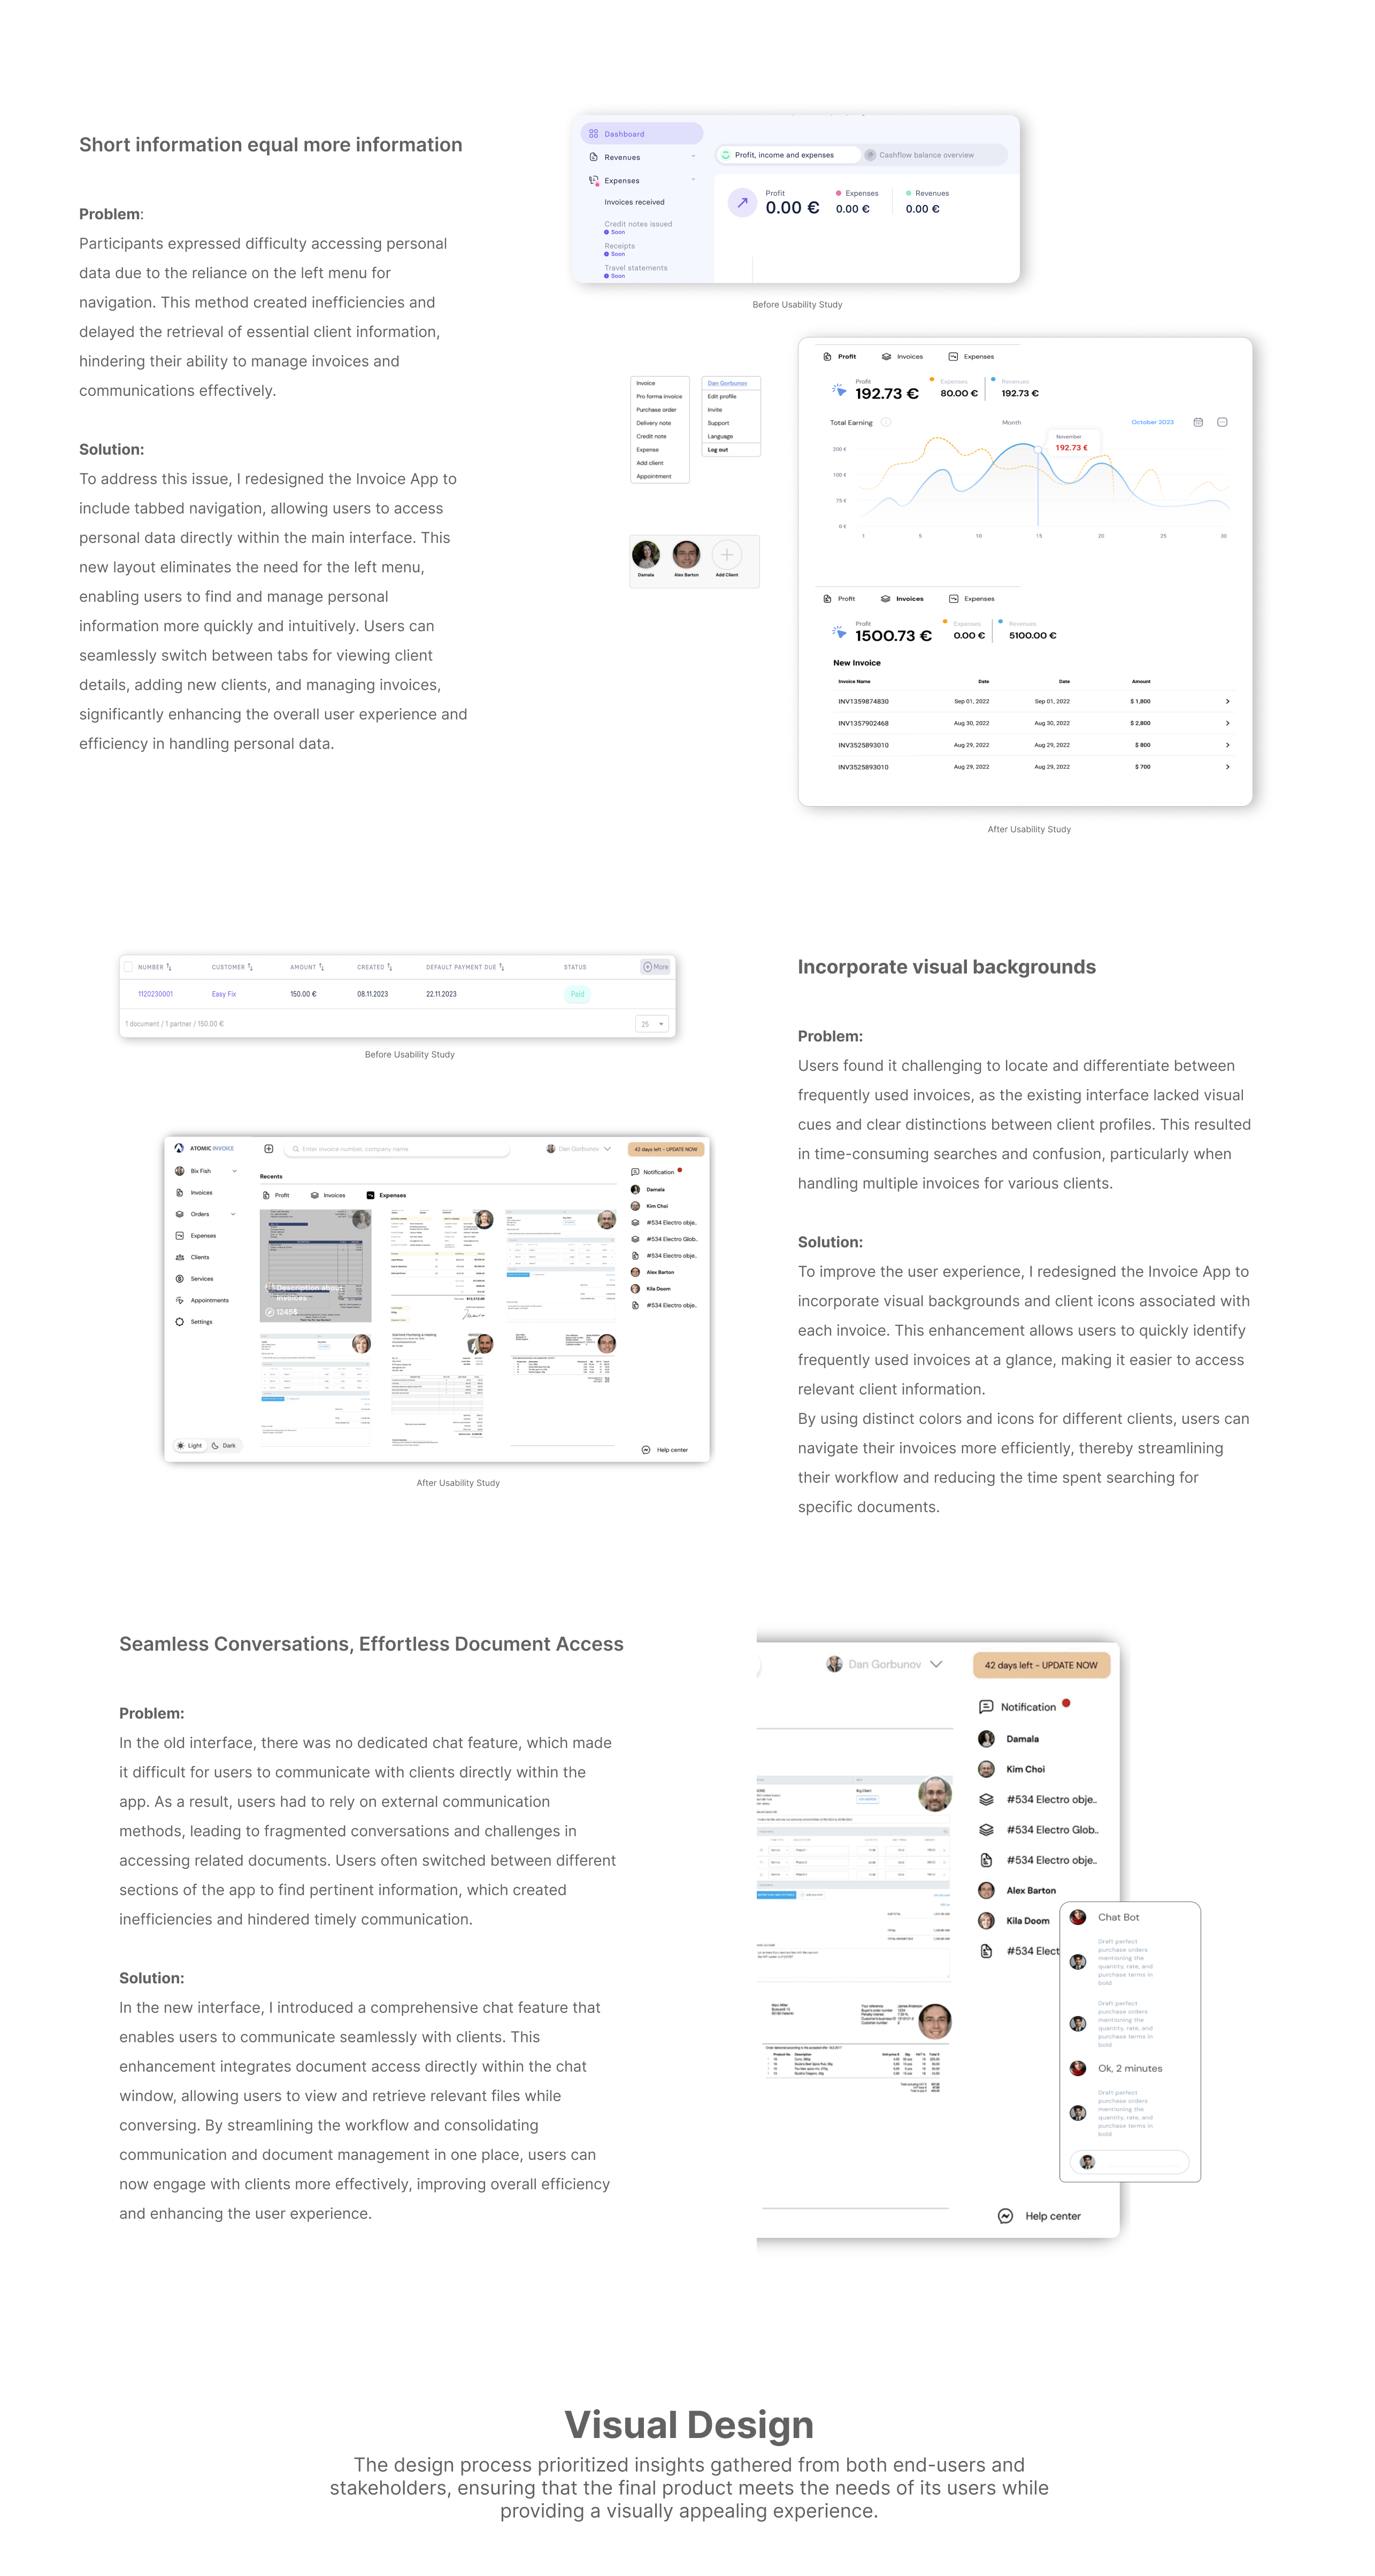 Short information equal more information
Problem:
Participants expressed difficulty accessing personal
data due to the reliance on the left menu for
navigation. This method created inefficiencies and
delayed the retrieval of essential client information,
hindering their ability to manage invoices and
communications effectively.
Solution:
To address this issue, I redesigned the Invoice App to
include tabbed navigation, allowing users to access
personal data directly within the main interface. This
new layout eliminates the need for the left menu,
enabling users to find and manage personal
information more quickly and intuitively. Users can
seamlessly switch between tabs for viewing client
details, adding new clients, and managing invoices,
significantly enhancing the overall user experience and
efficiency in handling personal data.
Dashboard
Revenues
Expenses
Invoices received
Credit notes issued
Soon
Receipts
Soon
Travel statements
Soon
Profit, income and expenses
Cashflow balance overview
Profit
0.00 €
Expenses
0.00 €
Revenues
0.00 €
Before Usability Study
Invoice
Pro forma invoice
Purchase order
Delivery note
Credit note
Expense
Add client
Appointment
Dan Gorbunov
Edit profile
Invite
Support
Language
Log out
Damala
Alex Barton
Add Client
Profit Invoices Expenses
Profit
192.73 €
Expenses
80.00 €
Revenues
192.73 €
Total Earning
Month
October 2023
November
192.73 €
200 €
100 €
75 €
0 €
1 5 10 15 20 25 30
Profit Invoices Expenses
Profit
1500.73 €
Expenses
0.00 €
Revenues
5100.00 €
New Invoice
Invoice Name Date Date Amount
INV1359874830 Sep 01, 2022 Sep 01, 2022 $ 1,800
INV1357902468 Aug 30, 2022 Aug 30, 2022 $ 2,800
INV3525893010 Aug 29, 2022 Aug 29, 2022 $ 800
INV3525893010 Aug 29, 2022 Aug 29, 2022 $ 700
After Usability Study
NUMBER CUSTOMER AMOUNT CREATED DEFAULT PAYMENT DUE STATUS More
1120230001 Easy Fix 150.00 € 08.11.2023 22.11.2023 Paid
1 document / 1 partner / 150.00 € 25
Before Usability Study
ATOMIC INVOICE
Enter invoice number, company name
Dan Gorbunov
42 days left - UPDATE NOW
Bix Fish
Invoices
Orders
Expenses
Clients
Services
Appointments
Settings
Light Dark
Recents
Profit Invoices Expenses
Description about
invoices
1245$
Notification
Damala
Kim Choi
#534 Electro obje..
#534 Electro Glob..
#534 Electro obje..
Alex Barton
Kila Doom
#534 Electro obje..
Help center
After Usability Study
Incorporate visual backgrounds
Problem:
Users found it challenging to locate and differentiate between
frequently used invoices, as the existing interface lacked visual
cues and clear distinctions between client profiles. This resulted
in time-consuming searches and confusion, particularly when
handling multiple invoices for various clients.
Solution:
To improve the user experience, I redesigned the Invoice App to
incorporate visual backgrounds and client icons associated with
each invoice. This enhancement allows users to quickly identify
frequently used invoices at a glance, making it easier to access
relevant client information.
By using distinct colors and icons for different clients, users can
navigate their invoices more efficiently, thereby streamlining
their workflow and reducing the time spent searching for
specific documents.
Seamless Conversations, Effortless Document Access
Problem:
In the old interface, there was no dedicated chat feature, which made
it difficult for users to communicate with clients directly within the
app. As a result, users had to rely on external communication
methods, leading to fragmented conversations and challenges in
accessing related documents. Users often switched between different
sections of the app to find pertinent information, which created
inefficiencies and hindered timely communication.
Solution:
In the new interface, I introduced a comprehensive chat feature that
enables users to communicate seamlessly with clients. This
enhancement integrates document access directly within the chat
window, allowing users to view and retrieve relevant files while
conversing. By streamlining the workflow and consolidating
communication and document management in one place, users can
now engage with clients more effectively, improving overall efficiency
and enhancing the user experience.
Dan Gorbunov
42 days left - UPDATE NOW
Notification
Damala
Kim Choi
#534 Electro obje..
#534 Electro Glob..
#534 Electro obje..
Alex Barton
Kila Doom
#534 Elect
Chat Bot
Draft perfect
purchase orders
mentioning the
quantity, rate, and
purchase terms in
bold
Draft perfect
purchase orders
mentioning the
quantity, rate, and
purchase terms in
bold
Ok, 2 minutes
Draft perfect
purchase orders
mentioning the
quantity, rate, and
purchase terms in
bold
Help center
Visual Design
The design process prioritized insights gathered from both end-users and
stakeholders, ensuring that the final product meets the needs of its users while
providing a visually appealing experience.